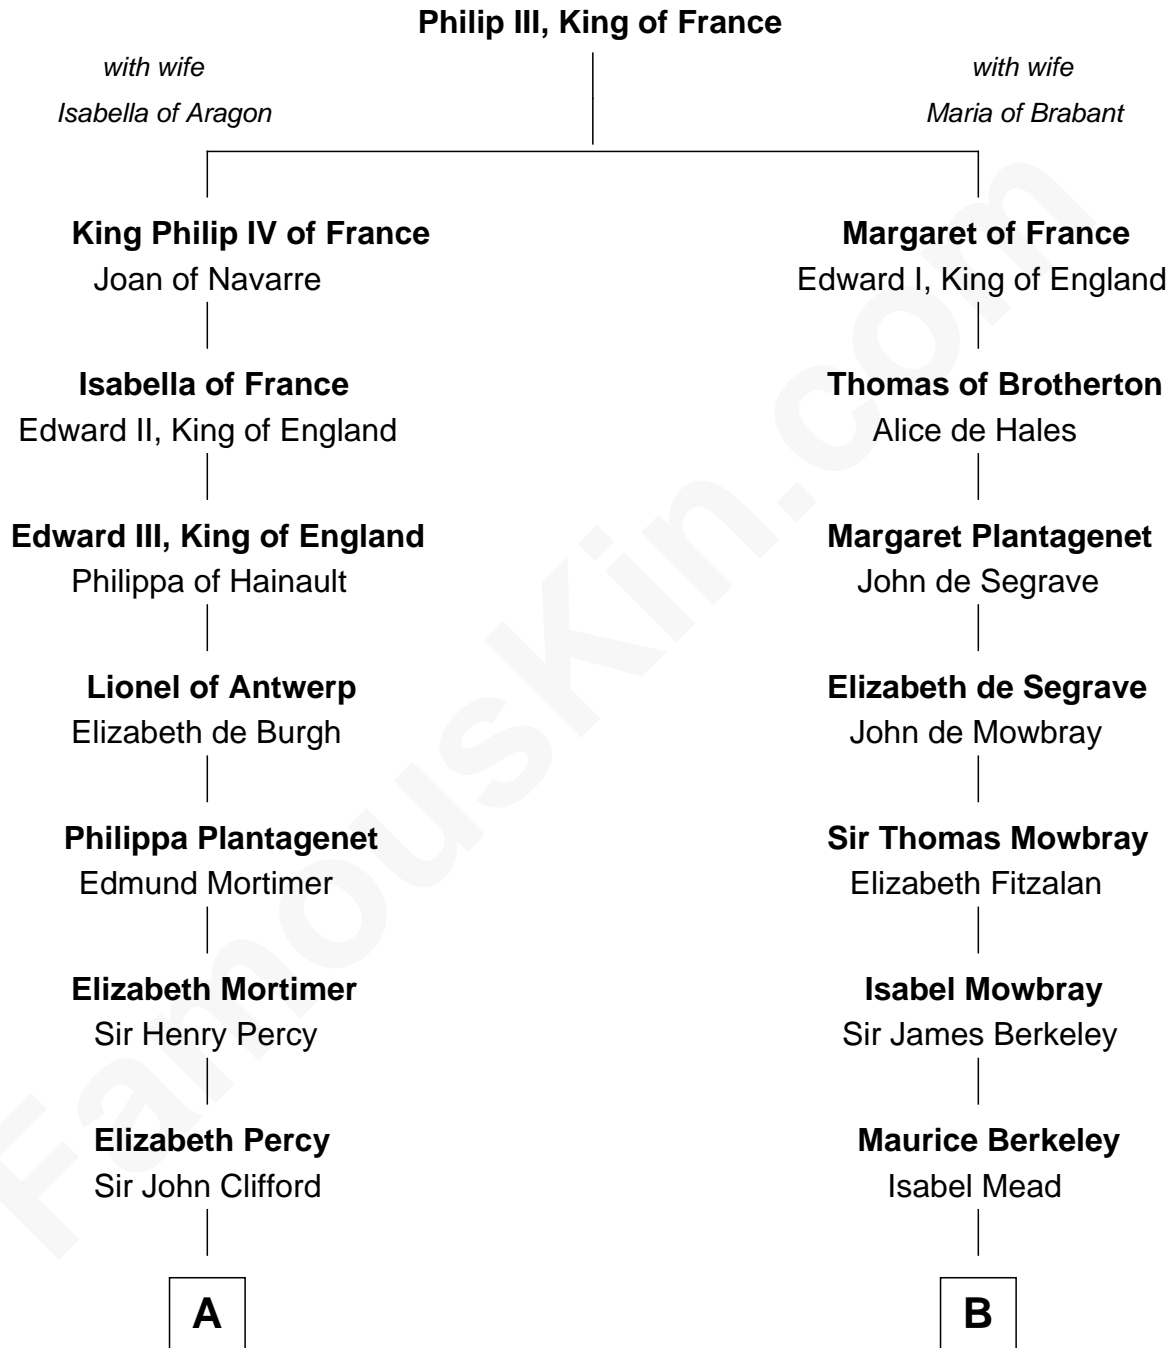 Philip III, King of France
with wife
Isabella of Aragon
with wife
Maria of Brabant
King Philip IV of France
Joan of Navarre
Margaret of France
Edward I, King of England
Isabella of France
Edward II, King of England
Thomas of Brotherton
Alice de Hales
Edward III, King of England
Philippa of Hainault
Margaret Plantagenet
John de Segrave
Lionel of Antwerp
Elizabeth de Burgh
Elizabeth de Segrave
John de Mowbray
Philippa Plantagenet
Edmund Mortimer
Sir Thomas Mowbray
Elizabeth Fitzalan
Elizabeth Mortimer
Sir Henry Percy
Isabel Mowbray
Sir James Berkeley
Elizabeth Percy
Sir John Clifford
Maurice Berkeley
Isabel Mead
A
B
FamousKin.com